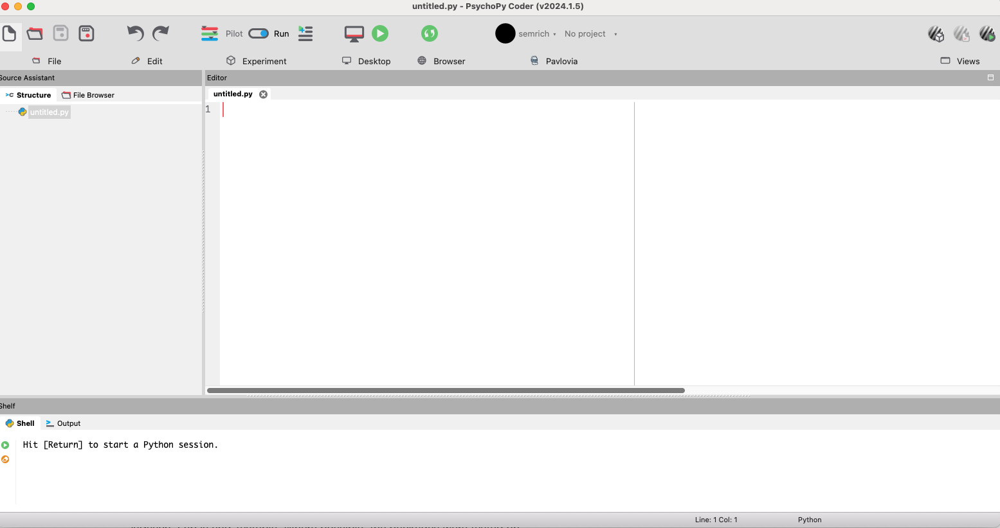 untitled.py - PsychoPy Coder (v2024.1.5)
Pilot Run semrich No project
File Edit Experiment Desktop Browser Pavlovia Views
Source Assistant
Editor
Structure File Browser
untitled.py
untitled.py
1
Shelf
Shell Output
Hit [Return] to start a Python session.
Line: 1 Col: 1 Python